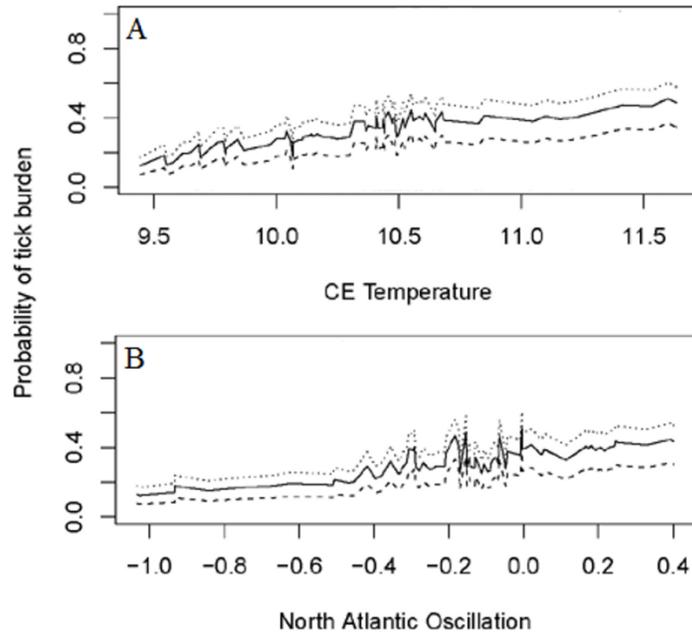 A
0.8
0.4
0.0
9.5 10.0 10.5 11.0 11.5
CE Temperature
Probability of tick burden
B
0.8
0.4
0.0
−1.0 −0.8 −0.6 −0.4 −0.2 0.0 0.2 0.4
North Atlantic Oscillation